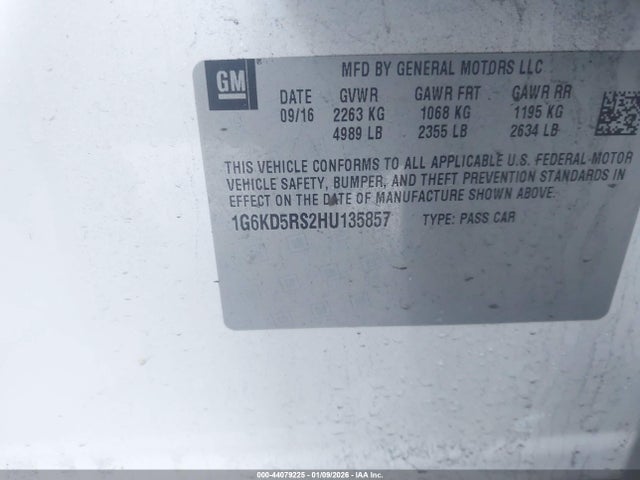 GM
MFD BY GENERAL MOTORS LLC
DATE GVWR GAWR FRT GAWR RR
09/16 2263 KG 1068 KG 1195 KG
4989 LB 2355 LB 2634 LB
THIS VEHICLE CONFORMS TO ALL APPLICABLE U.S. FEDERAL MOTOR
VEHICLE SAFETY, BUMPER, AND THEFT PREVENTION STANDARDS IN
EFFECT ON THE DATE OF MANUFACTURE SHOWN ABOVE.
1G6KD5RS2HU135857 TYPE: PASS CAR
000-44079225 - 01/09/2026 - IAA Inc.